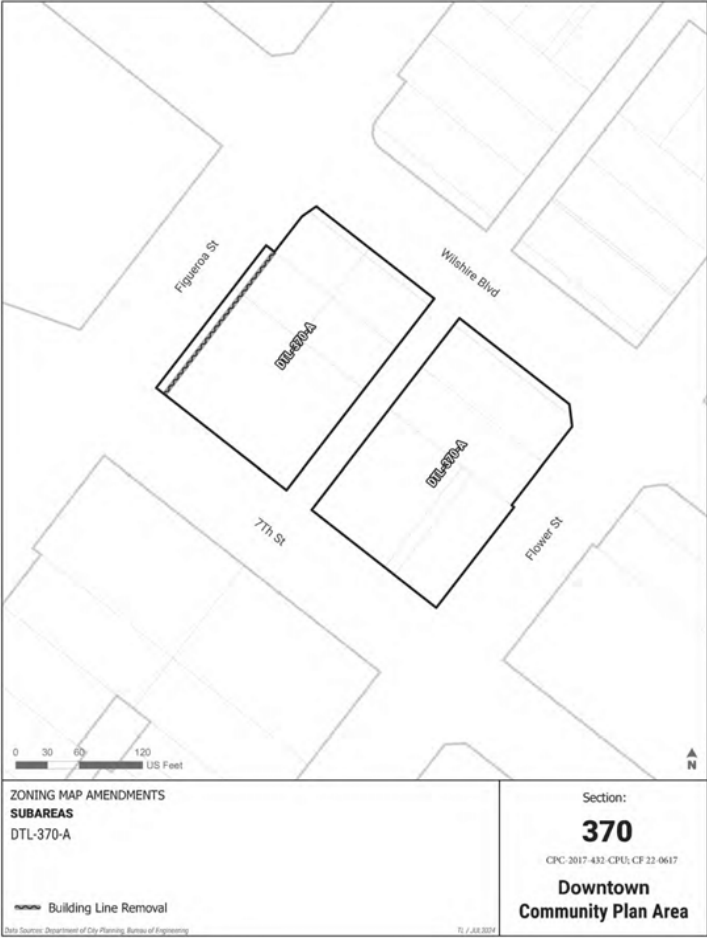 Figueroa St
Wilshire Blvd
DTL-370-A
DTL-370-A
7Th St
Flower St
0 30 60 120
US Feet
N
ZONING MAP AMENDMENTS
SUBAREAS
DTL-370-A
Building Line Removal
Data Sources: Department of City Planning, Bureau of Engineering
TL / JUL 2024
Section:
370
CPC-2017-432-CPU; CF 22-0617
Downtown
Community Plan Area